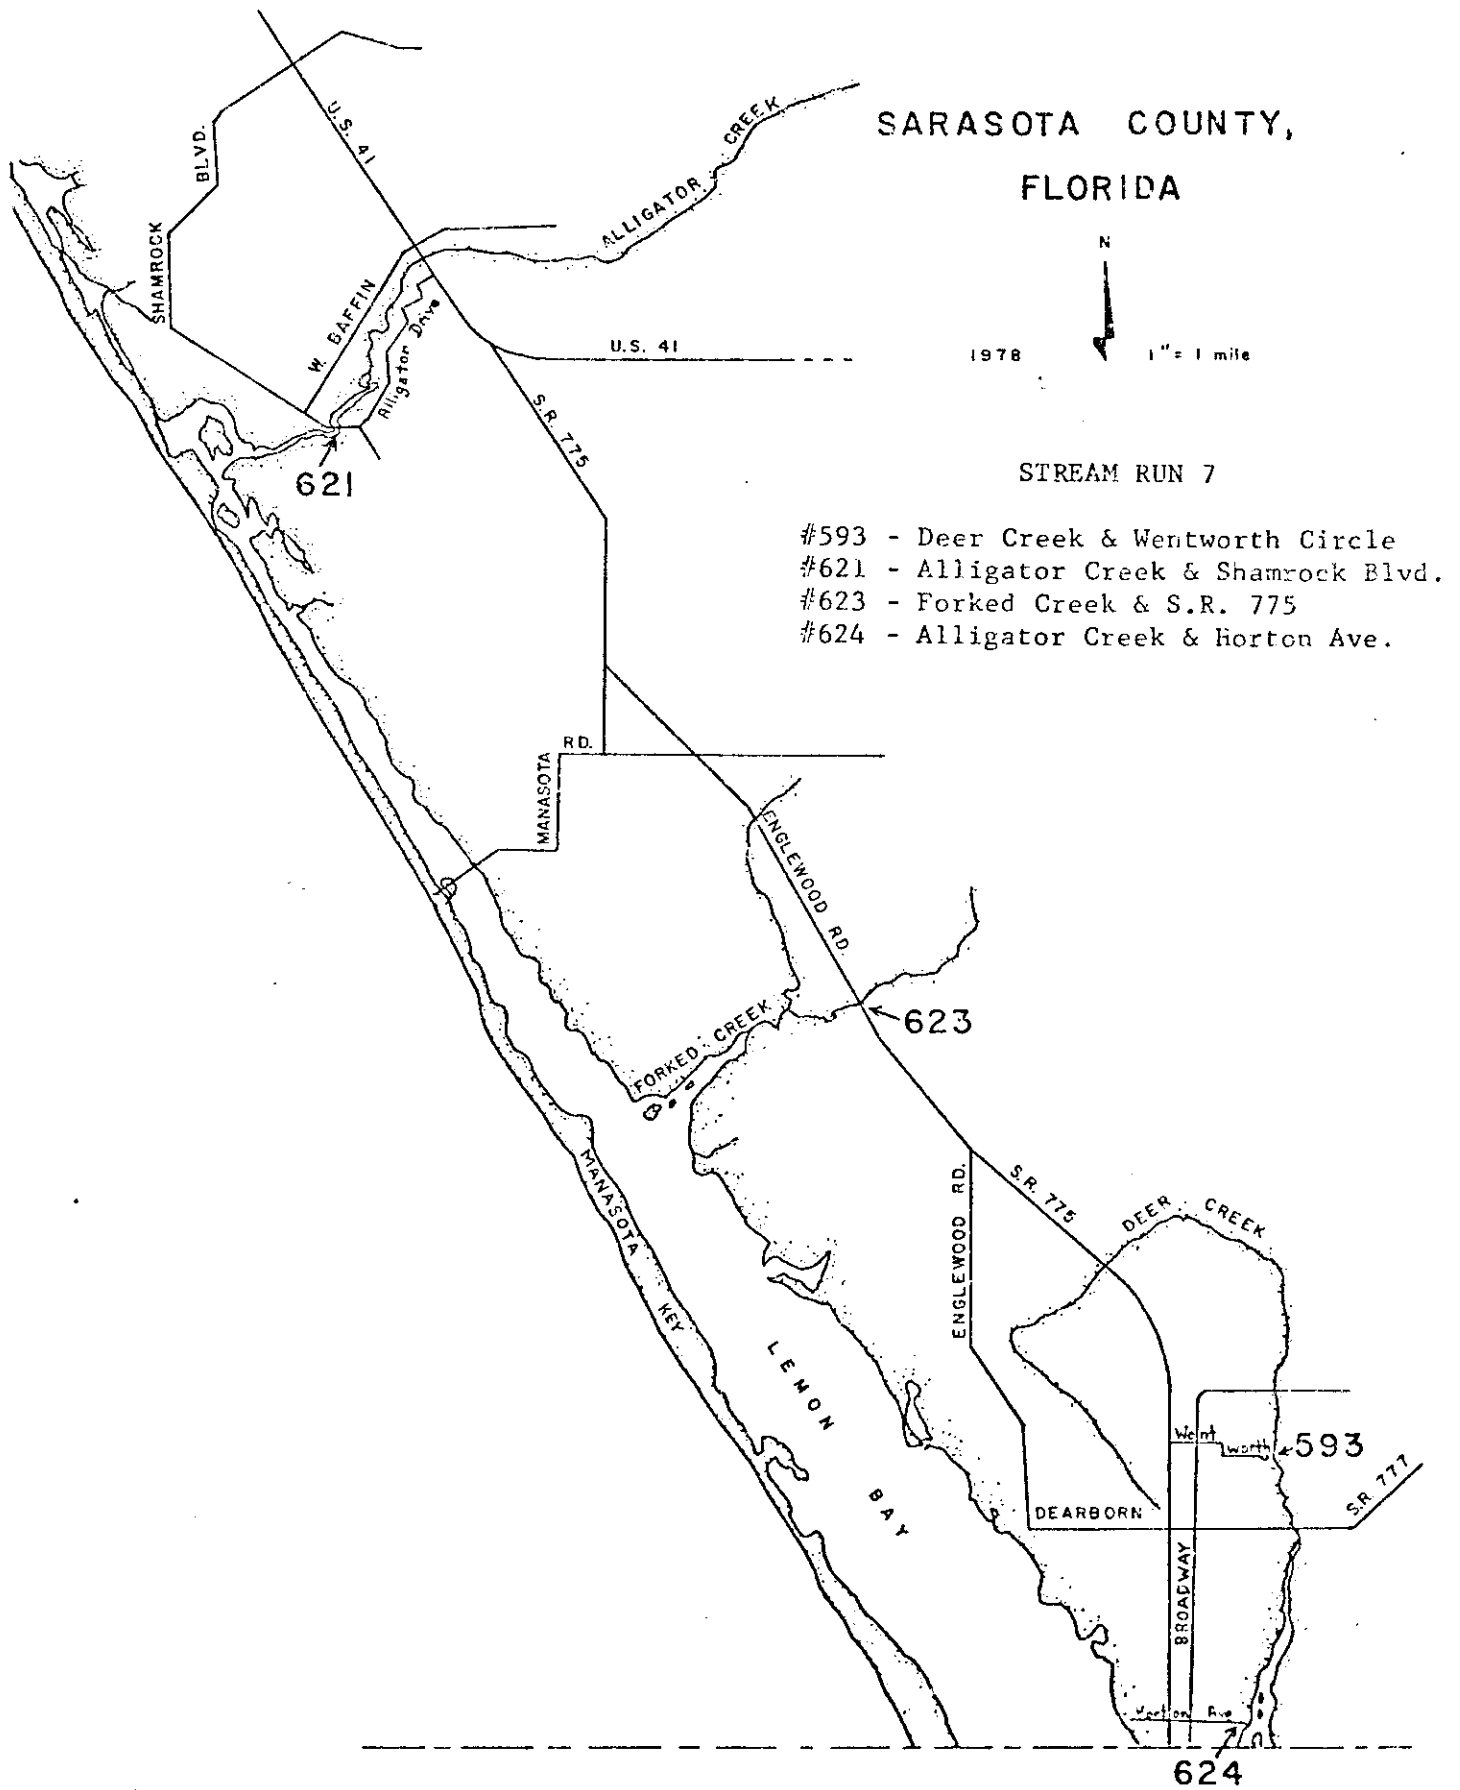 SARASOTA COUNTY,
FLORIDA
N
1978
1" = 1 mile
STREAM RUN 7
#593 - Deer Creek & Wentworth Circle
#621 - Alligator Creek & Shamrock Blvd.
#623 - Forked Creek & S.R. 775
#624 - Alligator Creek & Horton Ave.
U.S. 41
SHAMROCK BLVD.
ALLIGATOR CREEK
W. BAFFIN
Alligator Drive
U.S. 41
S.R. 775
621
MANASOTA RD.
ENGLEWOOD RD.
623
FORKED CREEK
MANASOTA KEY
LEMON BAY
ENGLEWOOD RD.
S.R. 775
DEER CREEK
Went
worth
593
S.R. 777
DEARBORN
BROADWAY
Horton Ave
624